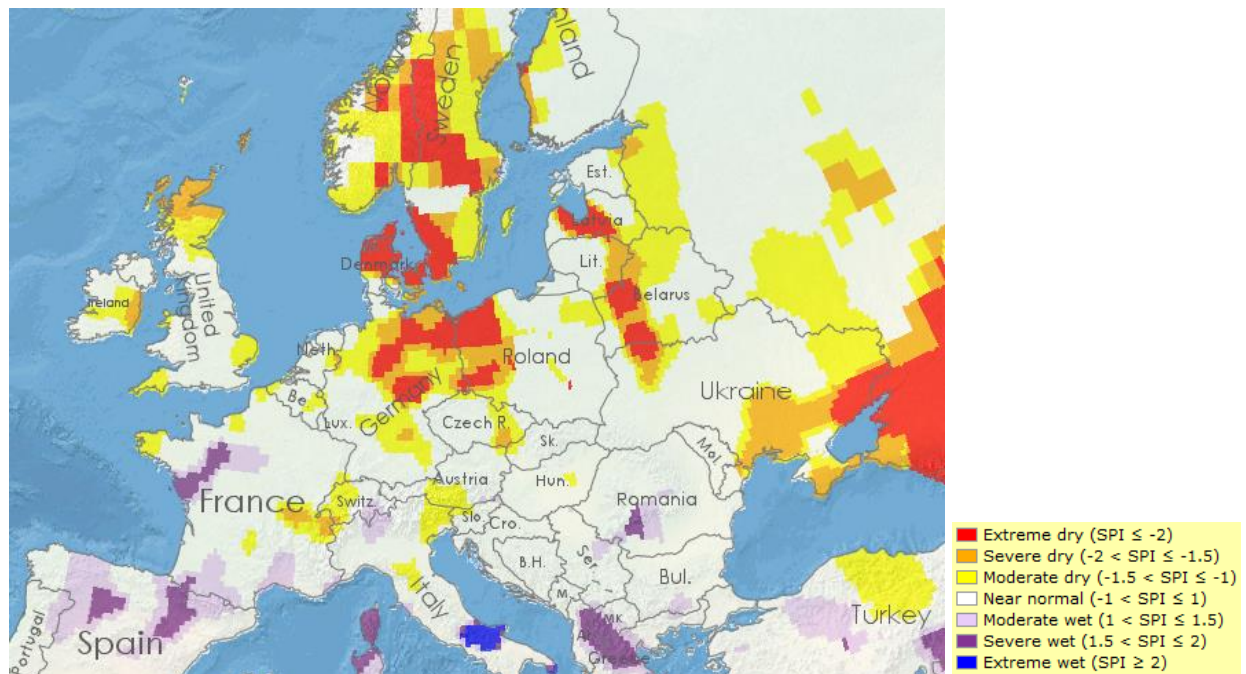 Norway
Sweden
nland
Est.
Latvia
Lit.
Denmark
Belarus
Ireland
United
Kingdom
Neth.
Poland
Be.
Germany
Ukraine
Lux.
Czech R.
Sk.
Mol.
Austria
Hun.
France
Switz.
Romania
Slo.
Cro.
B.H.
Ser.
Italy
Bul.
M.
MK
Al.
Turkey
Portugal
Spain
Greece
Extreme dry (SPI ≤ -2)
Severe dry (-2 < SPI ≤ -1.5)
Moderate dry (-1.5 < SPI ≤ -1)
Near normal (-1 < SPI ≤ 1)
Moderate wet (1 < SPI ≤ 1.5)
Severe wet (1.5 < SPI ≤ 2)
Extreme wet (SPI ≥ 2)